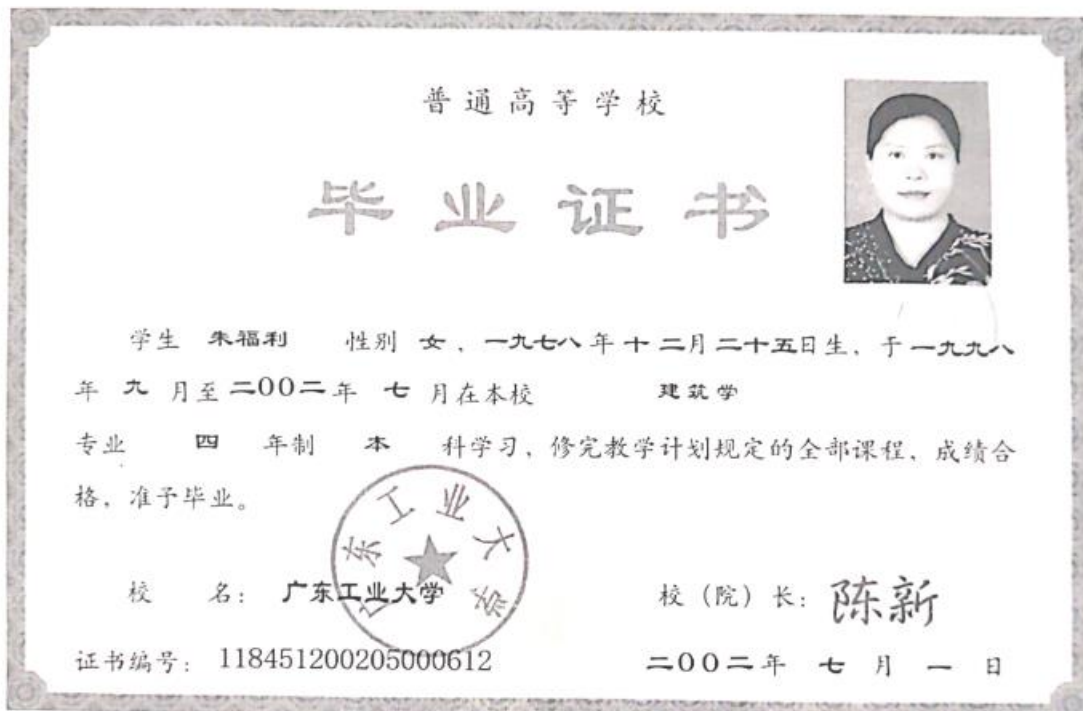 普通高等学校
毕业证书
学生 朱福利 性别 女，一九七八年十二月二十五日生，于一九九八
年 九 月至二〇〇二年 七 月在本校 建筑学
专业 四 年制 本 科学习，修完教学计划规定的全部课程，成绩合
格，准予毕业。
广东工业大学
校 名：广东工业大学 校（院）长：陈新
证书编号：118451200205000612 二〇〇二年 七 月 一 日